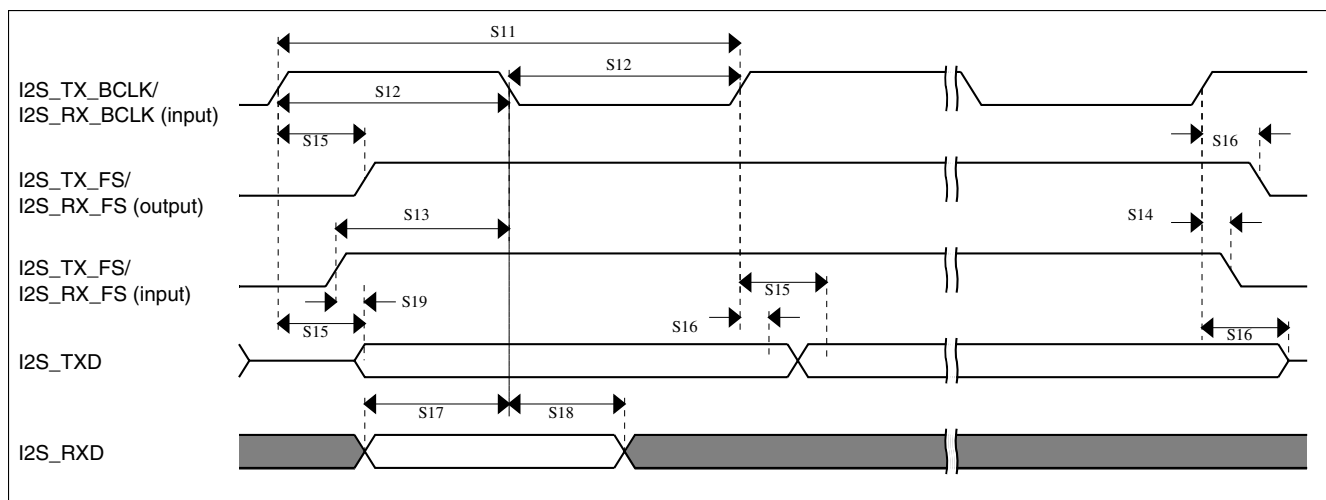 S11
I2S_TX_BCLK/
I2S_RX_BCLK (input)
S12
S12
S15
S16
I2S_TX_FS/
I2S_RX_FS (output)
S13
S14
I2S_TX_FS/
I2S_RX_FS (input)
S19
S15
S15
S16
S16
I2S_TXD
S17
S18
I2S_RXD